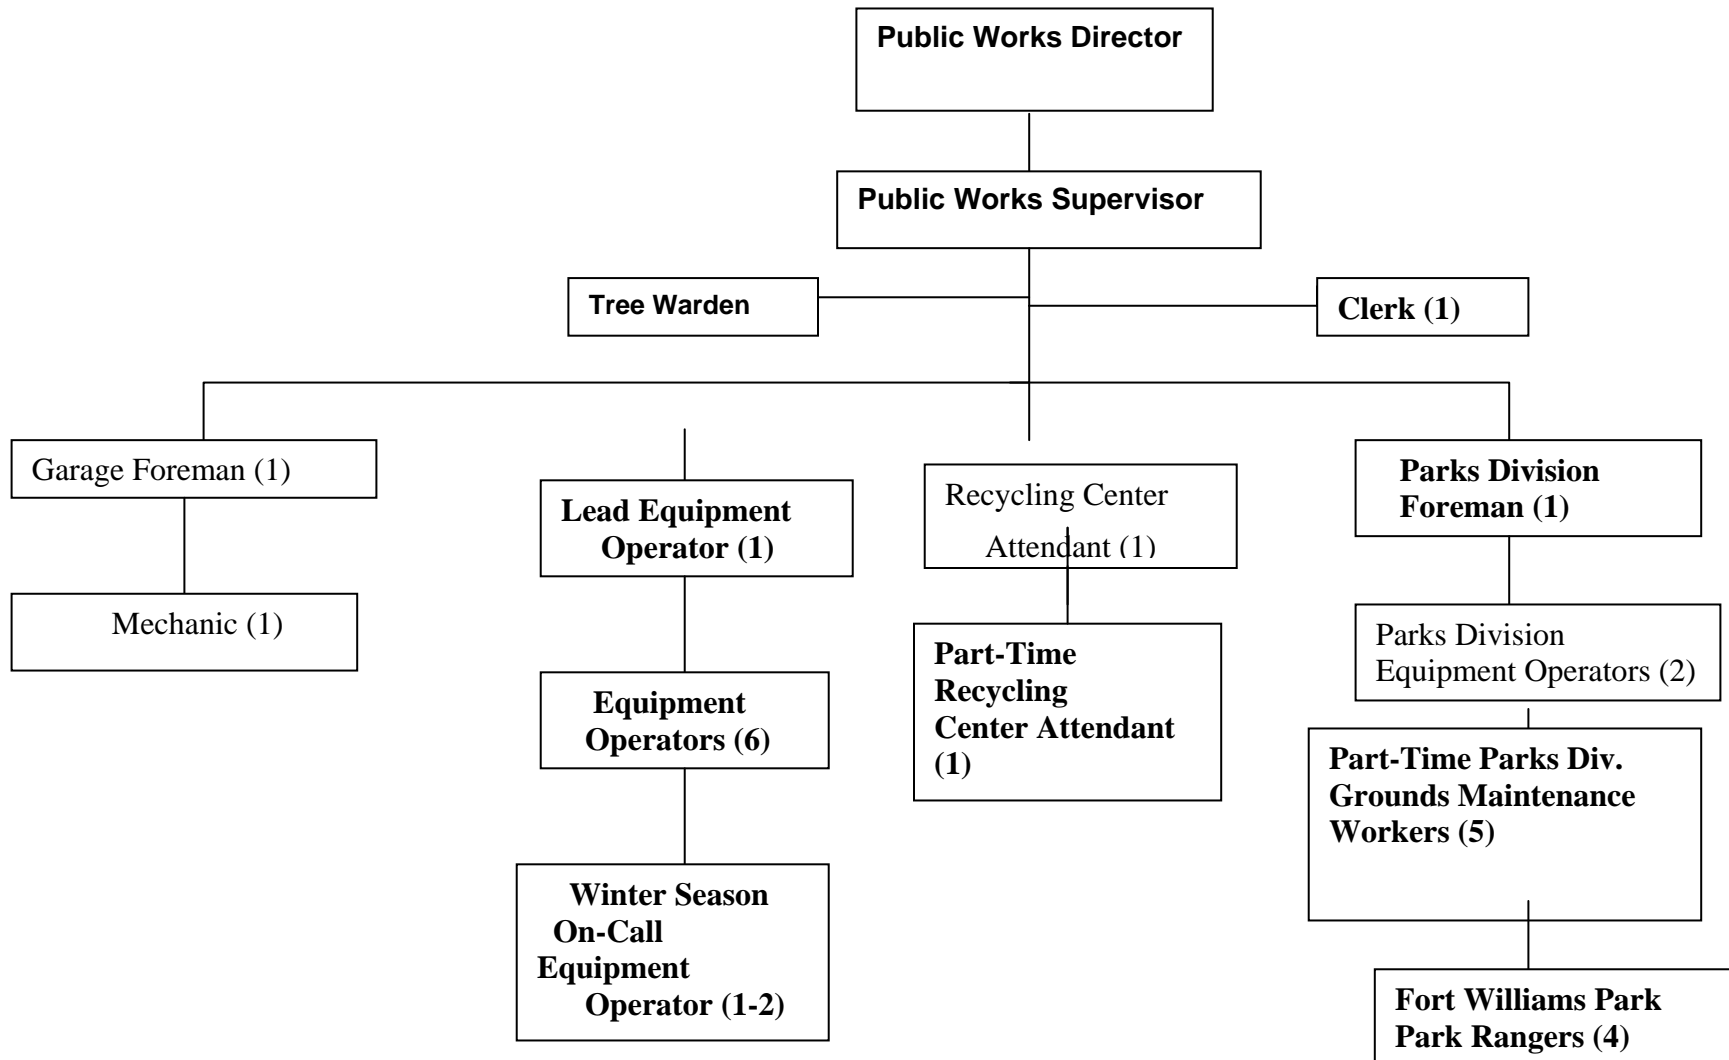 Public Works Director
Public Works Supervisor
Tree Warden
Clerk (1)
Garage Foreman (1)
Mechanic (1)
Lead Equipment
Operator (1)
Equipment
Operators (6)
Winter Season
On-Call
Equipment
Operator (1-2)
Recycling Center
Attendant (1)
Part-Time
Recycling
Center Attendant
(1)
Parks Division
Foreman (1)
Parks Division
Equipment Operators (2)
Part-Time Parks Div.
Grounds Maintenance
Workers (5)
Fort Williams Park
Park Rangers (4)